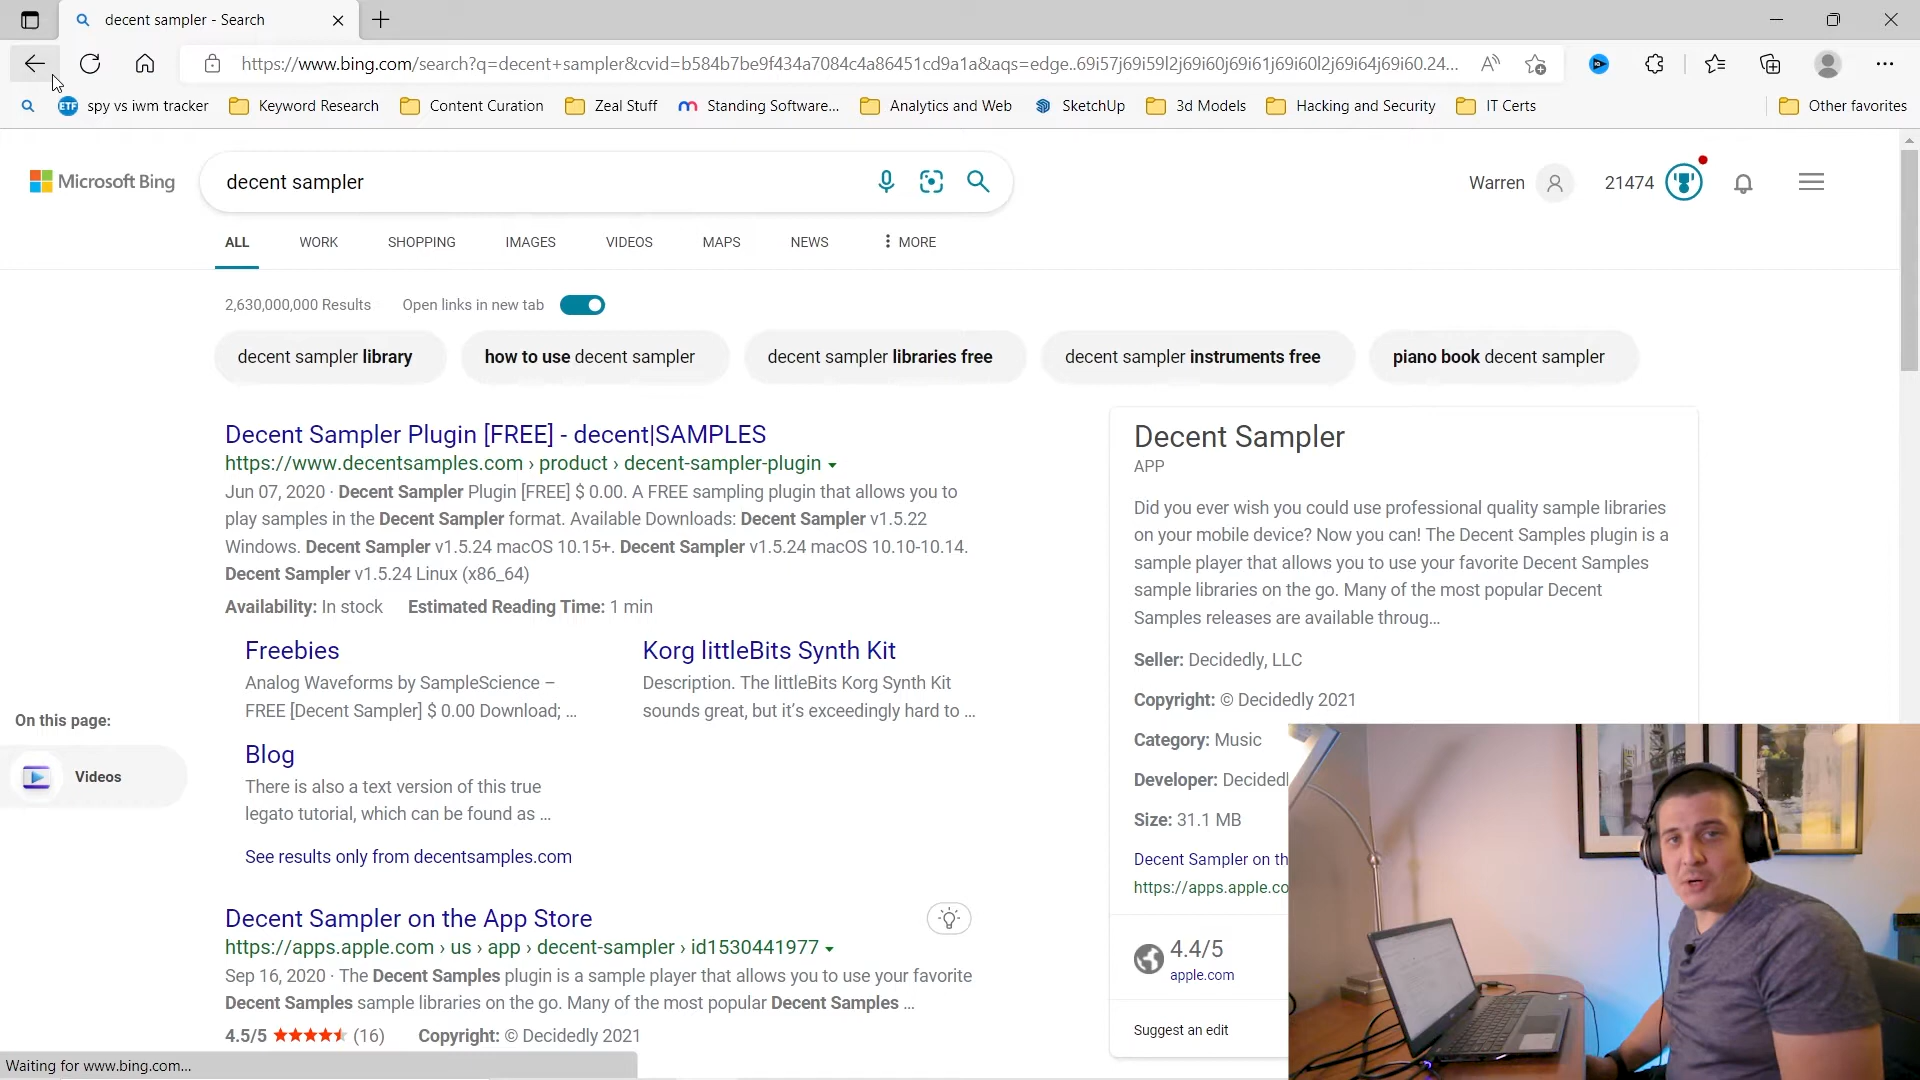 decent sampler - Search
https://www.bing.com/search?q=decent+sampler&cvid=b584b7be9f434a7084c4a86451cd9a1a&aqs=edge..69i57j69i59l2j69i60j69i61j69i60l2j69i64j69i60.24...
ETF spy vs iwm tracker Keyword Research Content Curation Zeal Stuff Standing Software... Analytics and Web SketchUp 3d Models Hacking and Security IT Certs Other favorites
Microsoft Bing
decent sampler
Warren 21474
ALL WORK SHOPPING IMAGES VIDEOS MAPS NEWS MORE
2,630,000,000 Results Open links in new tab
decent sampler library how to use decent sampler decent sampler libraries free decent sampler instruments free piano book decent sampler
Decent Sampler Plugin [FREE] - decent|SAMPLES
https://www.decentsamples.com › product › decent-sampler-plugin
Jun 07, 2020 · Decent Sampler Plugin [FREE] $ 0.00. A FREE sampling plugin that allows you to
play samples in the Decent Sampler format. Available Downloads: Decent Sampler v1.5.22
Windows. Decent Sampler v1.5.24 macOS 10.15+. Decent Sampler v1.5.24 macOS 10.10-10.14.
Decent Sampler v1.5.24 Linux (x86_64)
Availability: In stock Estimated Reading Time: 1 min
Freebies
Analog Waveforms by SampleScience –
FREE [Decent Sampler] $ 0.00 Download; ...
Korg littleBits Synth Kit
Description. The littleBits Korg Synth Kit
sounds great, but it's exceedingly hard to ...
Blog
There is also a text version of this true
legato tutorial, which can be found as ...
See results only from decentsamples.com
Decent Sampler on the App Store
https://apps.apple.com › us › app › decent-sampler › id1530441977
Sep 16, 2020 · The Decent Samples plugin is a sample player that allows you to use your favorite
Decent Samples sample libraries on the go. Many of the most popular Decent Samples ...
4.5/5 (16) Copyright: © Decidedly 2021
On this page:
Videos
Decent Sampler
APP
Did you ever wish you could use professional quality sample libraries
on your mobile device? Now you can! The Decent Samples plugin is a
sample player that allows you to use your favorite Decent Samples
sample libraries on the go. Many of the most popular Decent
Samples releases are available throug...
Seller: Decidedly, LLC
Copyright: © Decidedly 2021
Category: Music
Developer: Decidedl
Size: 31.1 MB
Decent Sampler on th
https://apps.apple.co
4.4/5
apple.com
Suggest an edit
Waiting for www.bing.com...